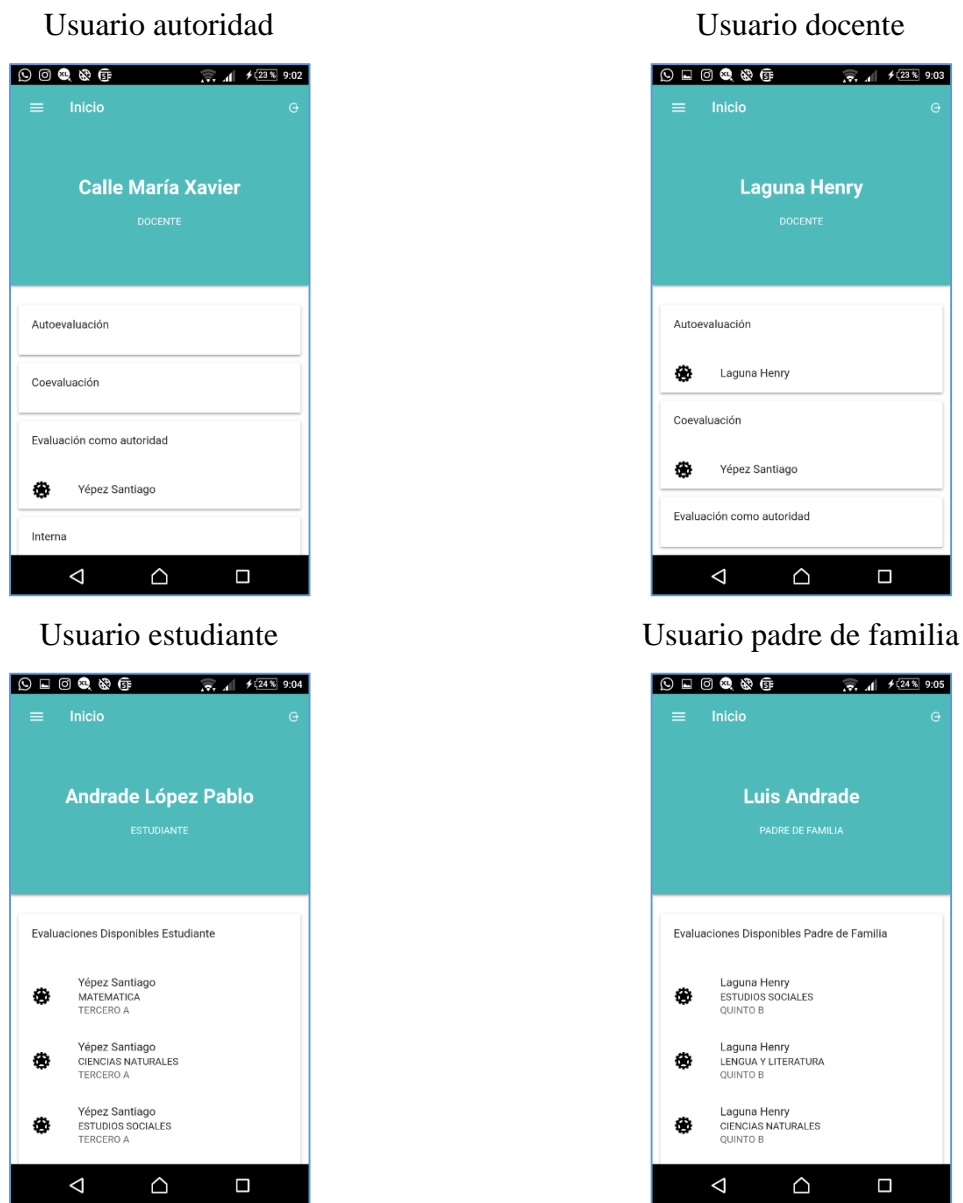 Usuario autoridad
23 % 9:02
Inicio
Calle María Xavier
DOCENTE
Autoevaluación
Coevaluación
Evaluación como autoridad
Yépez Santiago
Interna
Usuario docente
23 % 9:03
Inicio
Laguna Henry
DOCENTE
Autoevaluación
Laguna Henry
Coevaluación
Yépez Santiago
Evaluación como autoridad
Usuario estudiante
24 % 9:04
Inicio
Andrade López Pablo
ESTUDIANTE
Evaluaciones Disponibles Estudiante
Yépez Santiago
MATEMATICA
TERCERO A
Yépez Santiago
CIENCIAS NATURALES
TERCERO A
Yépez Santiago
ESTUDIOS SOCIALES
TERCERO A
Usuario padre de familia
24 % 9:05
Inicio
Luis Andrade
PADRE DE FAMILIA
Evaluaciones Disponibles Padre de Familia
Laguna Henry
ESTUDIOS SOCIALES
QUINTO B
Laguna Henry
LENGUA Y LITERATURA
QUINTO B
Laguna Henry
CIENCIAS NATURALES
QUINTO B